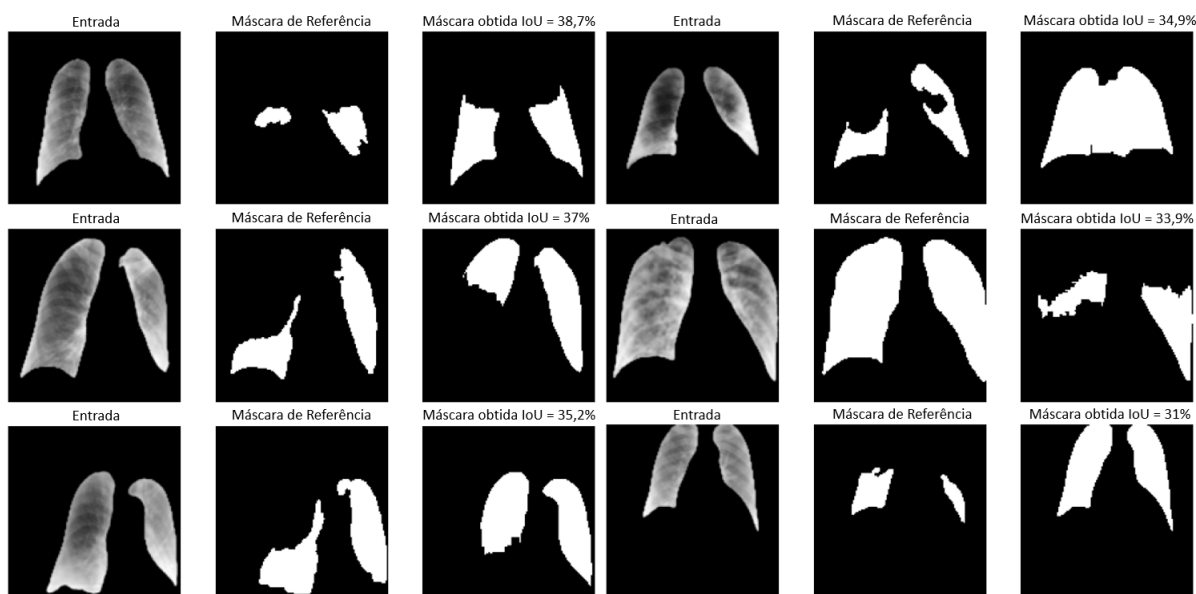 Entrada
Máscara de Referência
Máscara obtida IoU = 38,7%
Entrada
Máscara de Referência
Máscara obtida IoU = 34,9%
Entrada
Máscara de Referência
Máscara obtida IoU = 37%
Entrada
Máscara de Referência
Máscara obtida IoU = 33,9%
Entrada
Máscara de Referência
Máscara obtida IoU = 35,2%
Entrada
Máscara de Referência
Máscara obtida IoU = 31%